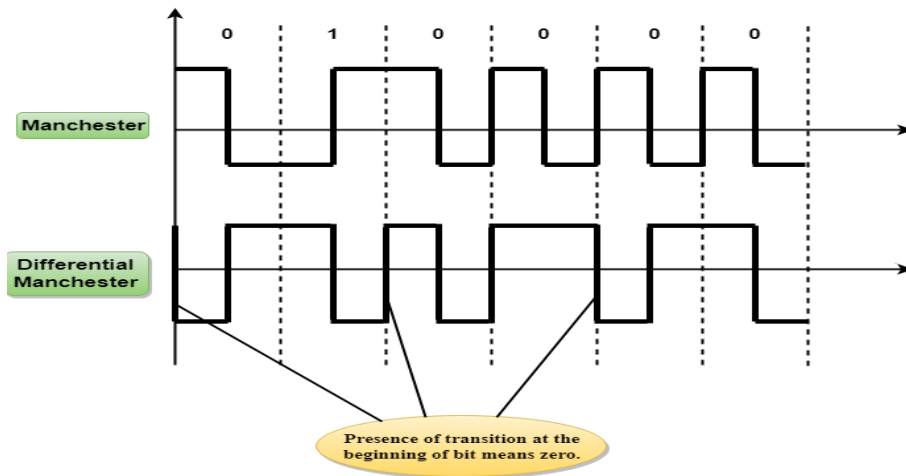 0 1 0 0 0 0
Manchester
Differential
Manchester
Presence of transition at the
beginning of bit means zero.